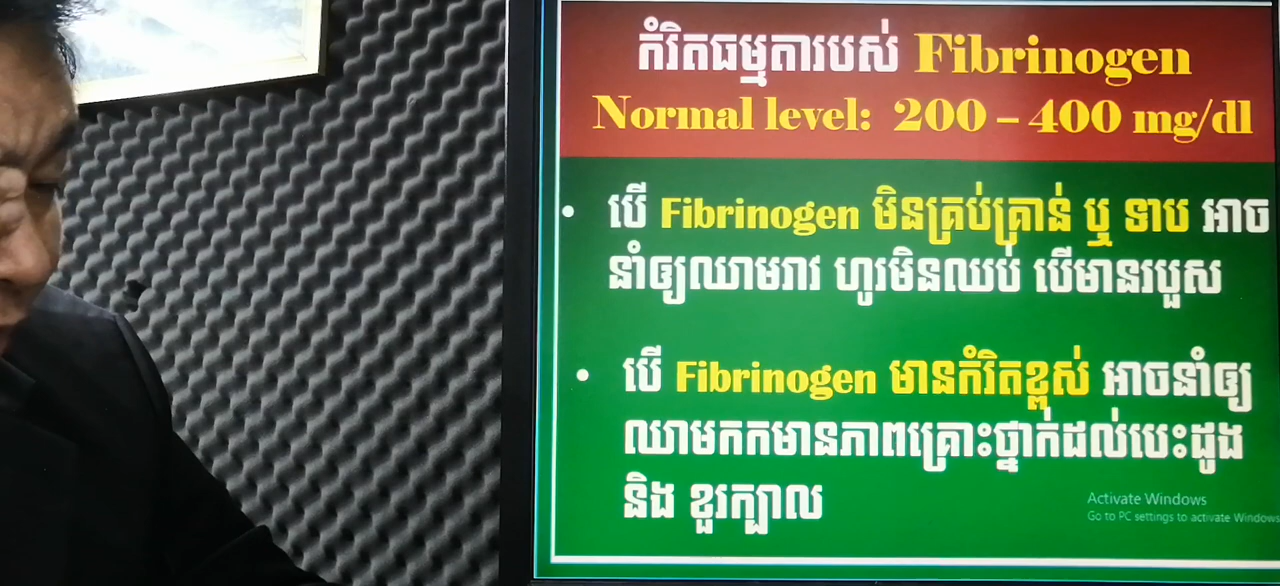 កំរិតធម្មតារបស់ Fibrinogen
Normal level: 200 – 400 mg/dl
• បើ Fibrinogen មិនគ្រប់គ្រាន់ ឬ ទាប អាច
នាំឲ្យឈាមរាវ ហូរមិនឈប់ បើមានរបួស
• បើ Fibrinogen មានកំរិតខ្ពស់ អាចនាំឲ្យ
ឈាមកកមានភាពគ្រោះថ្នាក់ដល់បេះដូង
និង ខួរក្បាល
Activate Windows
Go to PC settings to activate Windows